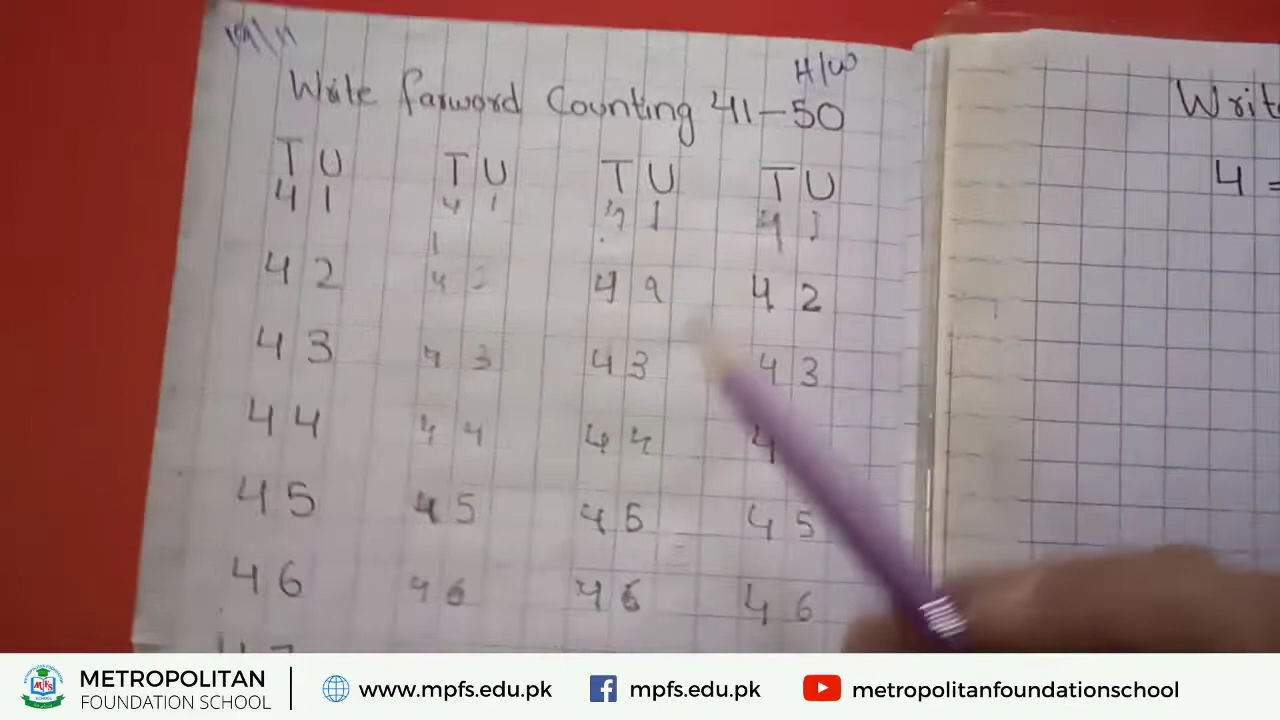 H/W
Write farword Counting 41-50
Writ
T U T U T U T U
4 1 4 1 4 1 4 1
4 =
4 2 4 2 4 9 4 2
4 3 4 3 4 3 4 3
4 4 4 4 4 4 4
4 5 4 5 4 5 4 5
4 6 4 6 4 6 4 6
METROPOLITAN
FOUNDATION SCHOOL
www.mpfs.edu.pk
mpfs.edu.pk
metropolitanfoundationschool